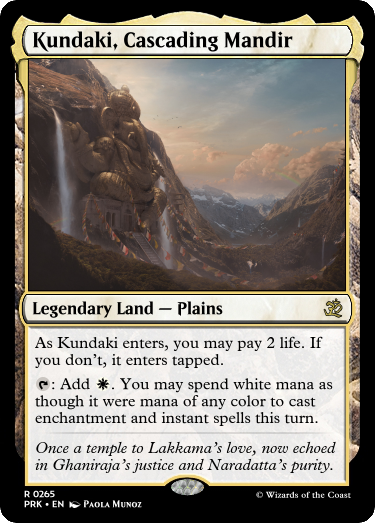 Kundaki, Cascading Mandir
Legendary Land — Plains
As Kundaki enters, you may pay 2 life. If
you don't, it enters tapped.
: Add . You may spend white mana as
though it were mana of any color to cast
enchantment and instant spells this turn.
Once a temple to Lakkama's love, now echoed
in Ghaniraja's justice and Naradatta's purity.
R 0265
PRK • EN Paola Munoz
© Wizards of the Coast